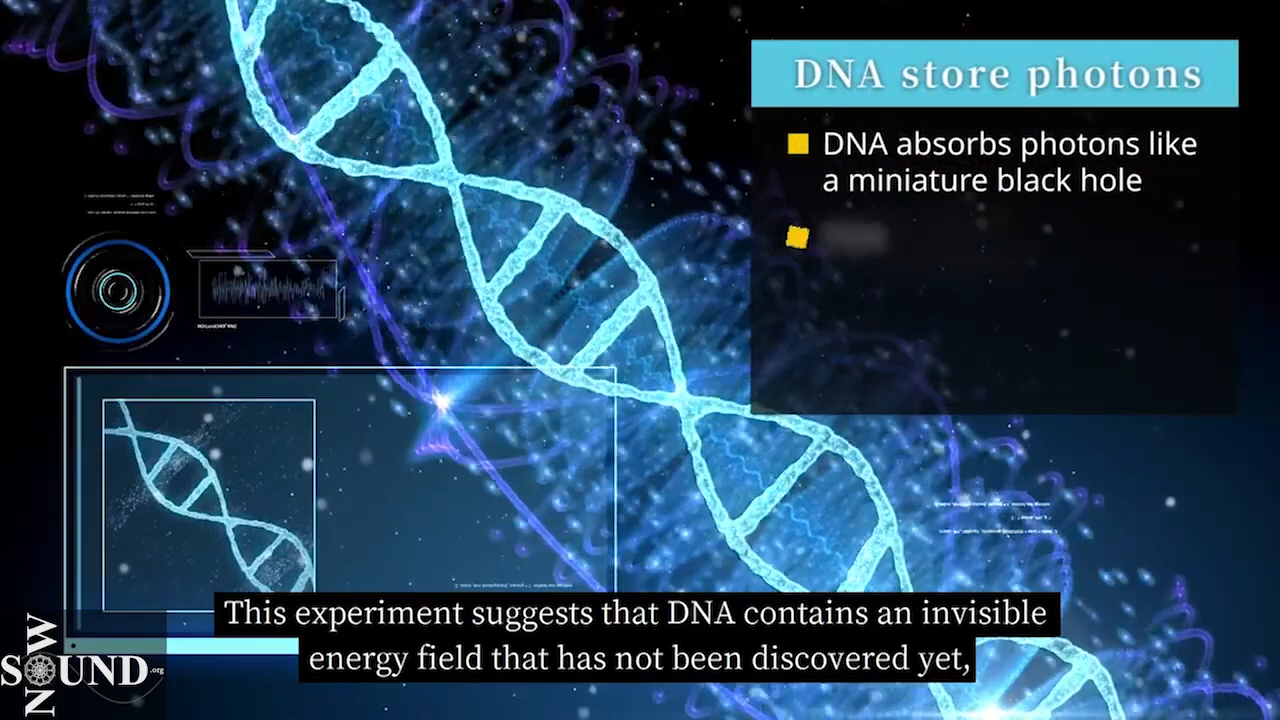 DNA store photons
DNA absorbs photons like
a miniature black hole
This experiment suggests that DNA contains an invisible
energy field that has not been discovered yet,
NOW
SOUND.org